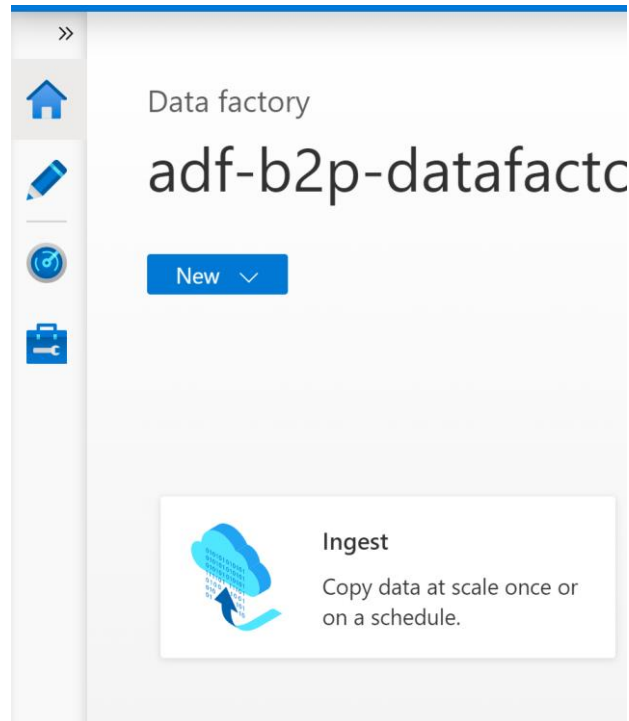 Data factory
adf-b2p-datafacto
New
Ingest
Copy data at scale once or
on a schedule.